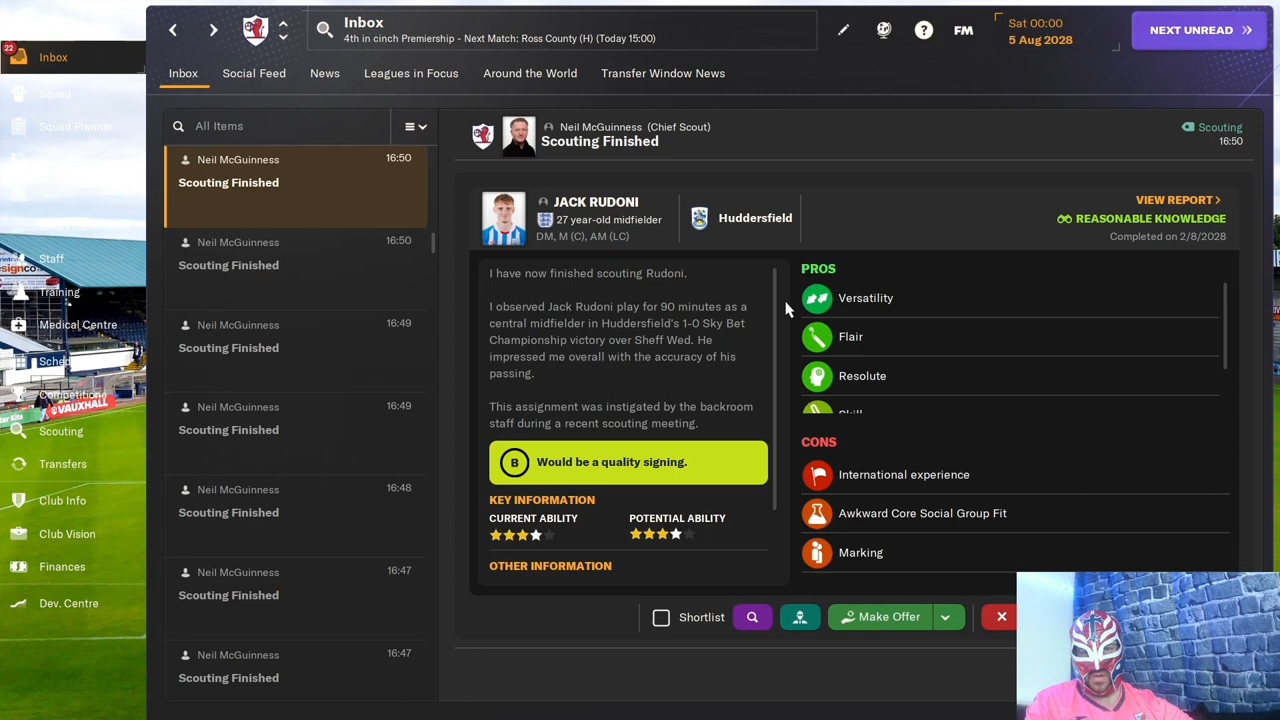 Inbox
4th in cinch Premiership - Next Match: Ross County (H) (Today 15:00)
?
FM
Sat 00:00
5 Aug 2028
NEXT UNREAD
22
Inbox
Inbox
Social Feed
News
Leagues in Focus
Around the World
Transfer Window News
Squad
Squad Planner
Staff
Training
Medical Centre
Sched
Competitions
VAUXHALL
Scouting
Transfers
Club Info
Club Vision
Finances
Dev. Centre
All Items
Neil McGuinness 16:50
Scouting Finished
Neil McGuinness 16:50
Scouting Finished
Neil McGuinness 16:49
Scouting Finished
Neil McGuinness 16:49
Scouting Finished
Neil McGuinness 16:48
Scouting Finished
Neil McGuinness 16:47
Scouting Finished
Neil McGuinness 16:47
Scouting Finished
Neil McGuinness (Chief Scout)
Scouting Finished
Scouting
16:50
JACK RUDONI
27 year-old midfielder
DM, M (C), AM (LC)
Huddersfield
VIEW REPORT >
REASONABLE KNOWLEDGE
Completed on 2/8/2028
I have now finished scouting Rudoni.
I observed Jack Rudoni play for 90 minutes as a
central midfielder in Huddersfield's 1-0 Sky Bet
Championship victory over Sheff Wed. He
impressed me overall with the accuracy of his
passing.
This assignment was instigated by the backroom
staff during a recent scouting meeting.
B Would be a quality signing.
KEY INFORMATION
CURRENT ABILITY POTENTIAL ABILITY
OTHER INFORMATION
PROS
Versatility
Flair
Resolute
Skill
CONS
International experience
Awkward Core Social Group Fit
Marking
Shortlist
Make Offer